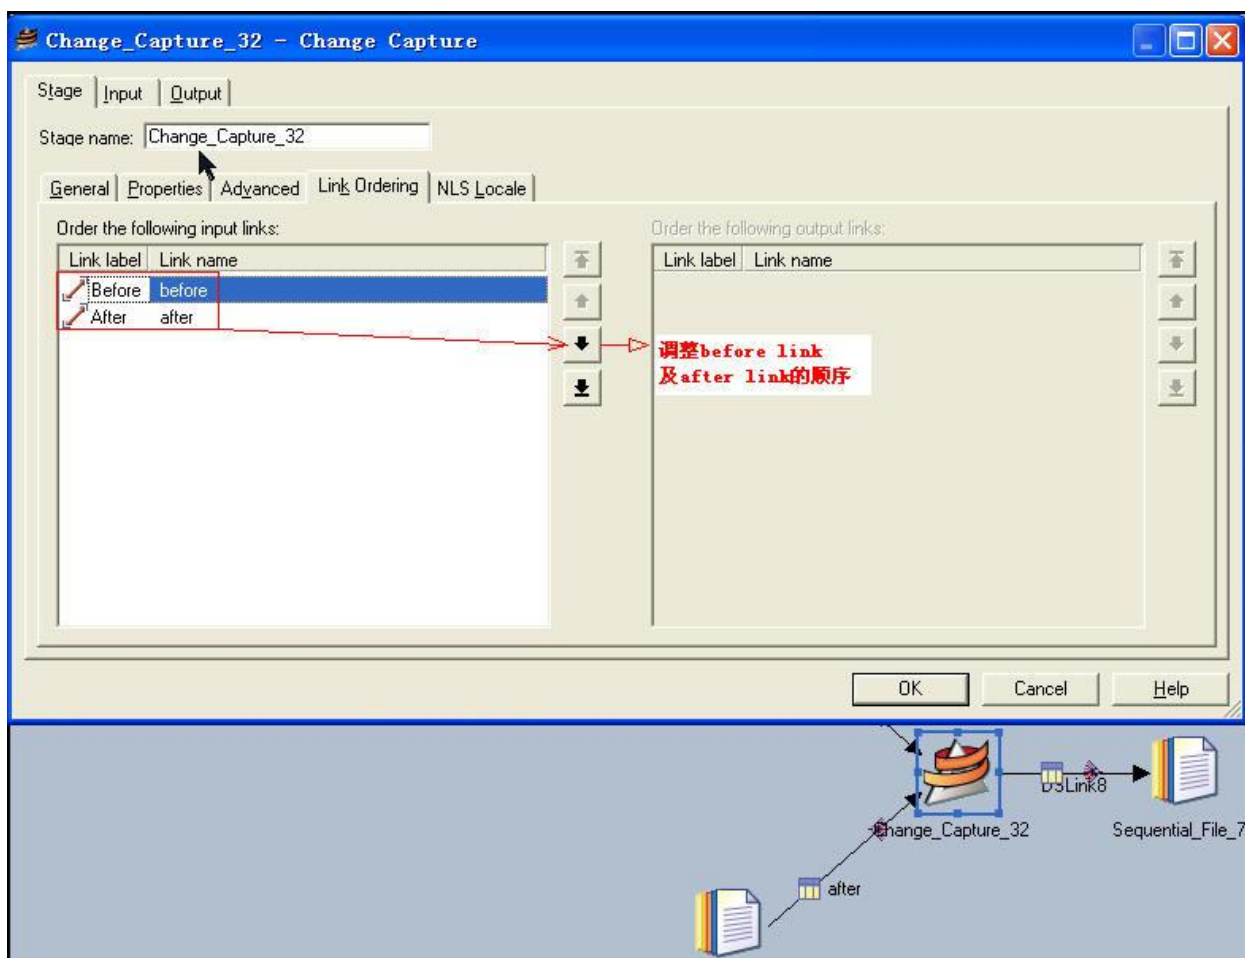 Change_Capture_32 - Change Capture
Stage Input Output
Stage name: Change_Capture_32
General Properties Advanced Link Ordering NLS Locale
Order the following input links:
Link label Link name
Before before
After after
Order the following output links:
Link label Link name
调整before link
及after link的顺序
OK Cancel Help
DSLink8
Change_Capture_32
Sequential_File_7
after